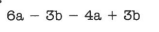 6a − 3b − 4a + 3b